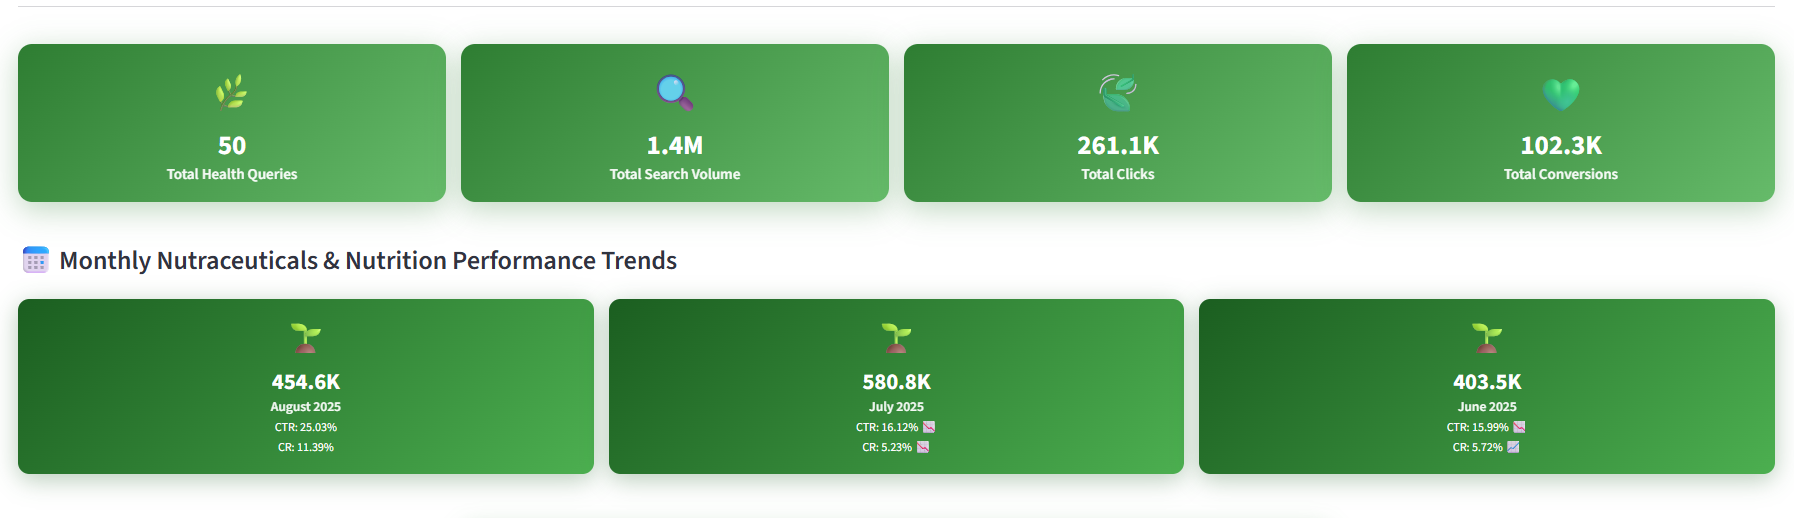 50
Total Health Queries
1.4M
Total Search Volume
261.1K
Total Clicks
102.3K
Total Conversions
Monthly Nutraceuticals & Nutrition Performance Trends
454.6K
August 2025
CTR: 25.03%
CR: 11.39%
580.8K
July 2025
CTR: 16.12%
CR: 5.23%
403.5K
June 2025
CTR: 15.99%
CR: 5.72%